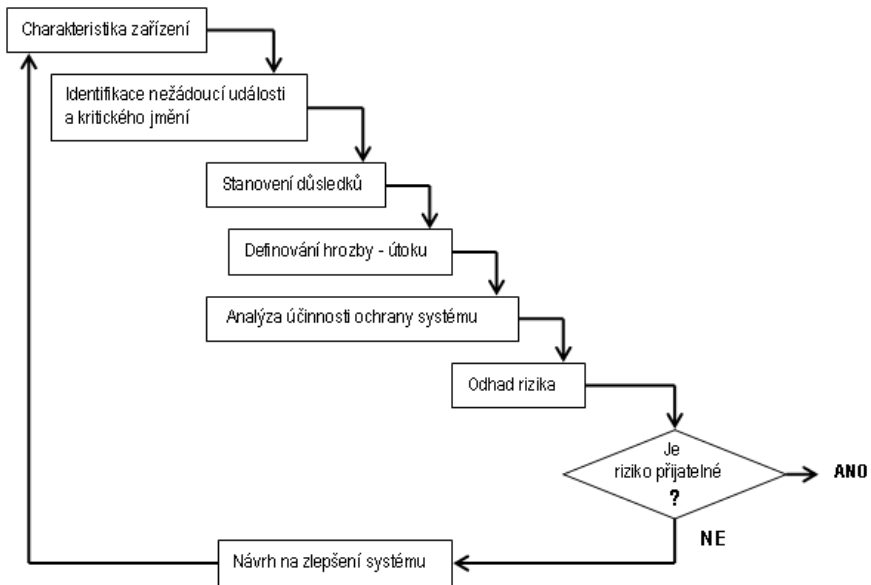 Charakteristika zařízení
Identifikace nežádoucí události
a kritického jmění
Stanovení důsledků
Definování hrozby - útoku
Analýza účinnosti ochrany systému
Odhad rizika
Je
riziko přijatelné
?
ANO
NE
Návrh na zlepšení systému